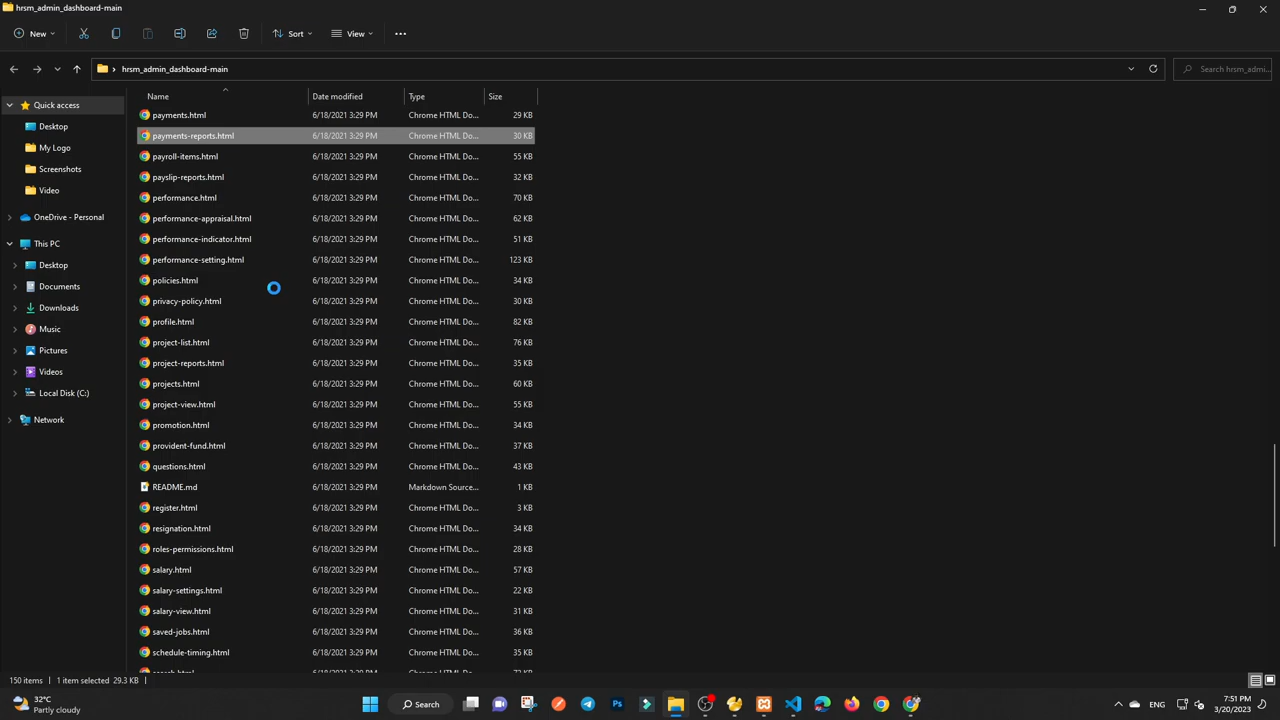 hrsm_admin_dashboard-main
New
Sort
View
hrsm_admin_dashboard-main
Search hrsm_admi...
Name
Date modified
Type
Size
Quick access
Desktop
My Logo
Screenshots
Video
OneDrive - Personal
This PC
Desktop
Documents
Downloads
Music
Pictures
Videos
Local Disk (C:)
Network
payments.html 6/18/2021 3:29 PM Chrome HTML Do... 29 KB
payments-reports.html 6/18/2021 3:29 PM Chrome HTML Do... 30 KB
payroll-items.html 6/18/2021 3:29 PM Chrome HTML Do... 55 KB
payslip-reports.html 6/18/2021 3:29 PM Chrome HTML Do... 32 KB
performance.html 6/18/2021 3:29 PM Chrome HTML Do... 70 KB
performance-appraisal.html 6/18/2021 3:29 PM Chrome HTML Do... 62 KB
performance-indicator.html 6/18/2021 3:29 PM Chrome HTML Do... 51 KB
performance-setting.html 6/18/2021 3:29 PM Chrome HTML Do... 123 KB
policies.html 6/18/2021 3:29 PM Chrome HTML Do... 34 KB
privacy-policy.html 6/18/2021 3:29 PM Chrome HTML Do... 30 KB
profile.html 6/18/2021 3:29 PM Chrome HTML Do... 82 KB
project-list.html 6/18/2021 3:29 PM Chrome HTML Do... 76 KB
project-reports.html 6/18/2021 3:29 PM Chrome HTML Do... 35 KB
projects.html 6/18/2021 3:29 PM Chrome HTML Do... 60 KB
project-view.html 6/18/2021 3:29 PM Chrome HTML Do... 55 KB
promotion.html 6/18/2021 3:29 PM Chrome HTML Do... 34 KB
provident-fund.html 6/18/2021 3:29 PM Chrome HTML Do... 37 KB
questions.html 6/18/2021 3:29 PM Chrome HTML Do... 43 KB
README.md 6/18/2021 3:29 PM Markdown Source... 1 KB
register.html 6/18/2021 3:29 PM Chrome HTML Do... 3 KB
resignation.html 6/18/2021 3:29 PM Chrome HTML Do... 34 KB
roles-permissions.html 6/18/2021 3:29 PM Chrome HTML Do... 28 KB
salary.html 6/18/2021 3:29 PM Chrome HTML Do... 57 KB
salary-settings.html 6/18/2021 3:29 PM Chrome HTML Do... 22 KB
salary-view.html 6/18/2021 3:29 PM Chrome HTML Do... 31 KB
saved-jobs.html 6/18/2021 3:29 PM Chrome HTML Do... 36 KB
schedule-timing.html 6/18/2021 3:29 PM Chrome HTML Do... 35 KB
150 items
1 item selected 29.3 KB
32°C
Partly cloudy
Search
Ps
ENG
7:51 PM
3/20/2023